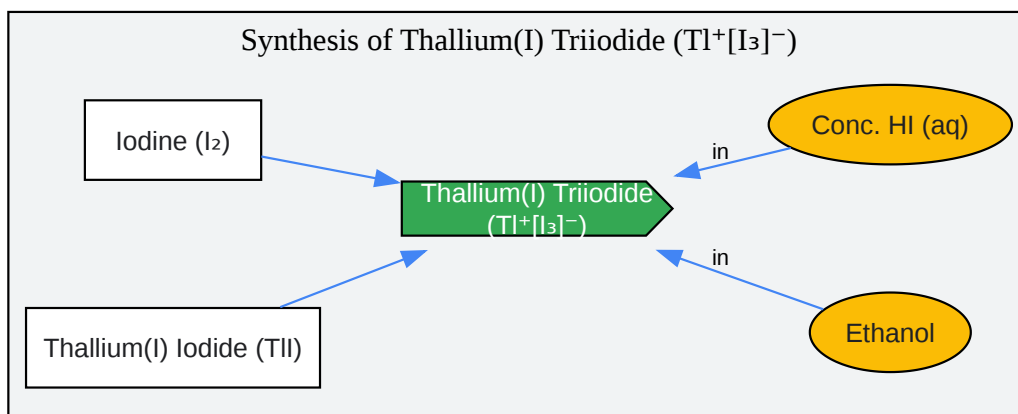 Synthesis of Thallium(I) Triiodide (Tl⁺[I₃]⁻)
Iodine (I₂)
Conc. HI (aq)
in
Thallium(I) Triiodide
(Tl⁺[I₃]⁻)
in
Thallium(I) Iodide (TlI)
Ethanol